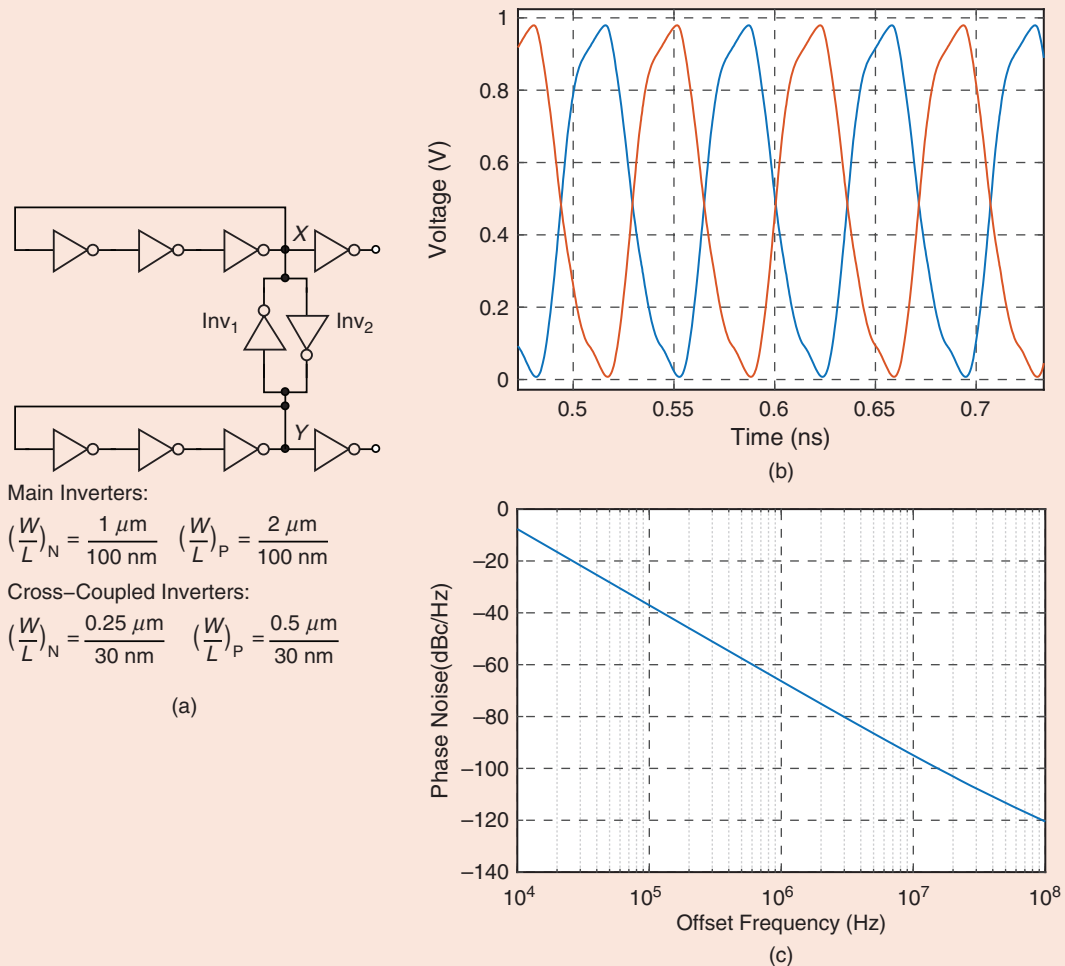 X
Inv1
Inv2
Y
Main Inverters:
(W/L)N = 1 μm/100 nm (W/L)P = 2 μm/100 nm
Cross–Coupled Inverters:
(W/L)N = 0.25 μm/30 nm (W/L)P = 0.5 μm/30 nm
(a)
Voltage (V)
1
0.8
0.6
0.4
0.2
0
0.5 0.55 0.6 0.65 0.7
Time (ns)
(b)
Phase Noise(dBc/Hz)
0
–20
–40
–60
–80
–100
–120
–140
10^4 10^5 10^6 10^7 10^8
Offset Frequency (Hz)
(c)